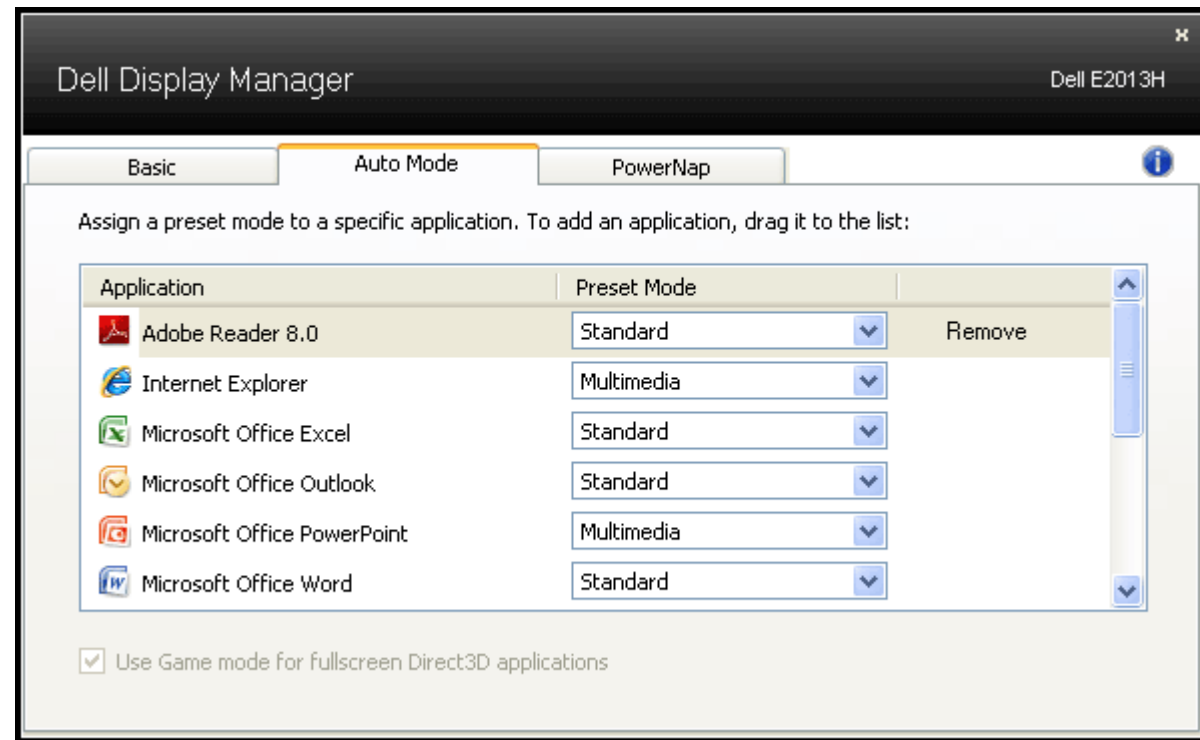 Dell Display Manager
Dell E2013H
Basic
Auto Mode
PowerNap
Assign a preset mode to a specific application. To add an application, drag it to the list:
Application Preset Mode
Adobe Reader 8.0 Standard Remove
Internet Explorer Multimedia
Microsoft Office Excel Standard
Microsoft Office Outlook Standard
Microsoft Office PowerPoint Multimedia
Microsoft Office Word Standard
Use Game mode for fullscreen Direct3D applications